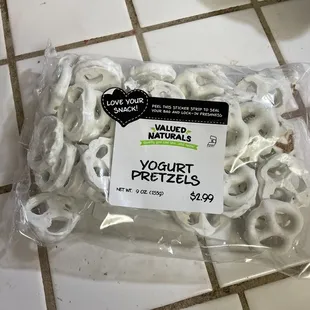 LOVE YOUR
SNACK!
PEEL THIS STICKER STRIP TO SEAL
YOUR BAG AND LOCK-IN FRESHNESS
VALUED
NATURALS
YOGURT
PRETZELS
NET WT. 9 OZ. (255g)
$2.99